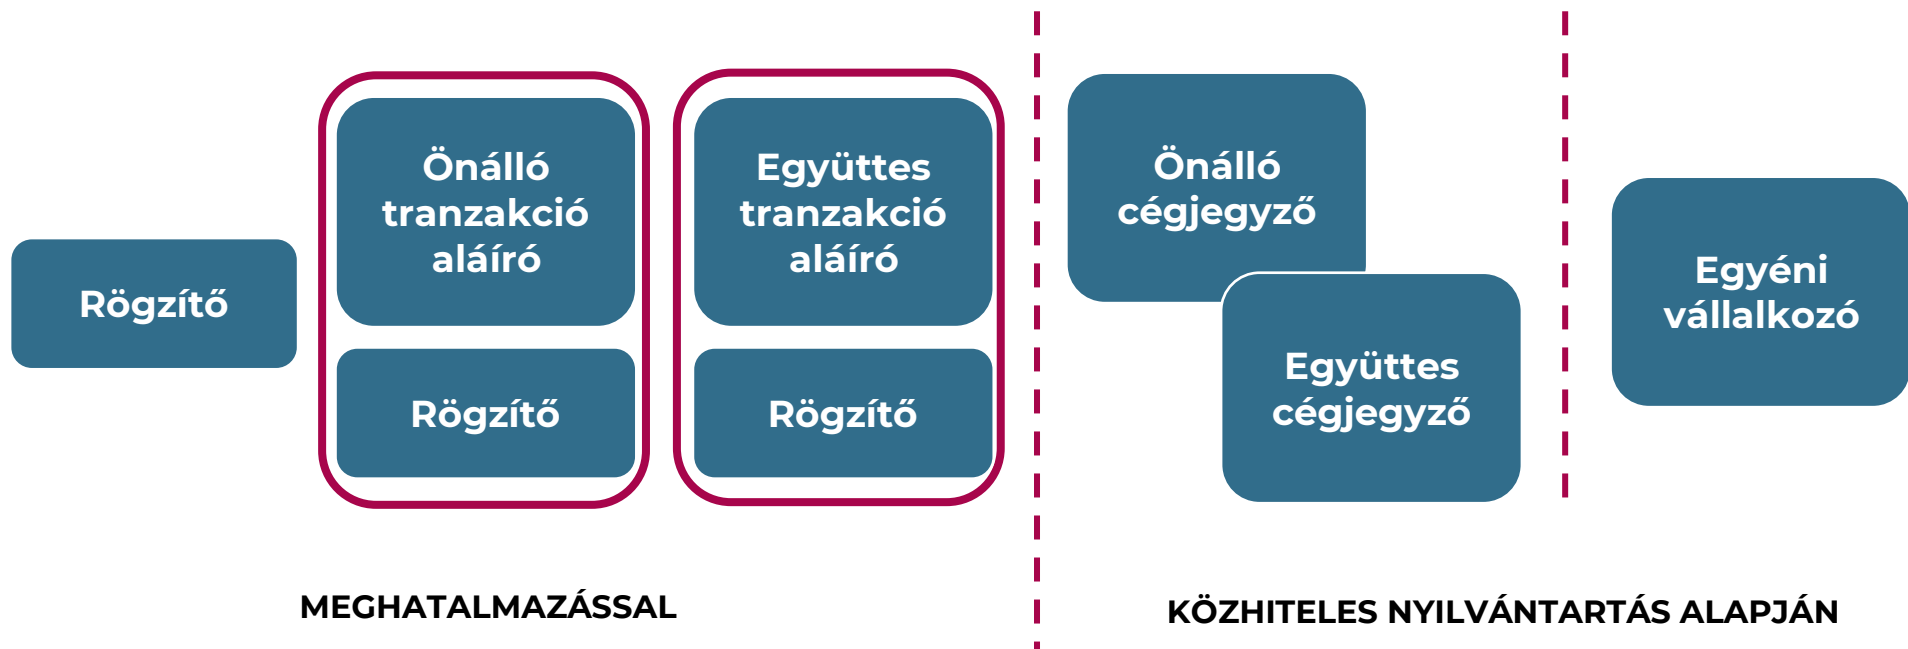 Rögzítő
Önálló
tranzakció
aláíró
Rögzítő
Együttes
tranzakció
aláíró
Rögzítő
MEGHATALMAZÁSSAL
Önálló
cégjegyző
Együttes
cégjegyző
Egyéni
vállalkozó
KÖZHITELES NYILVÁNTARTÁS ALAPJÁN